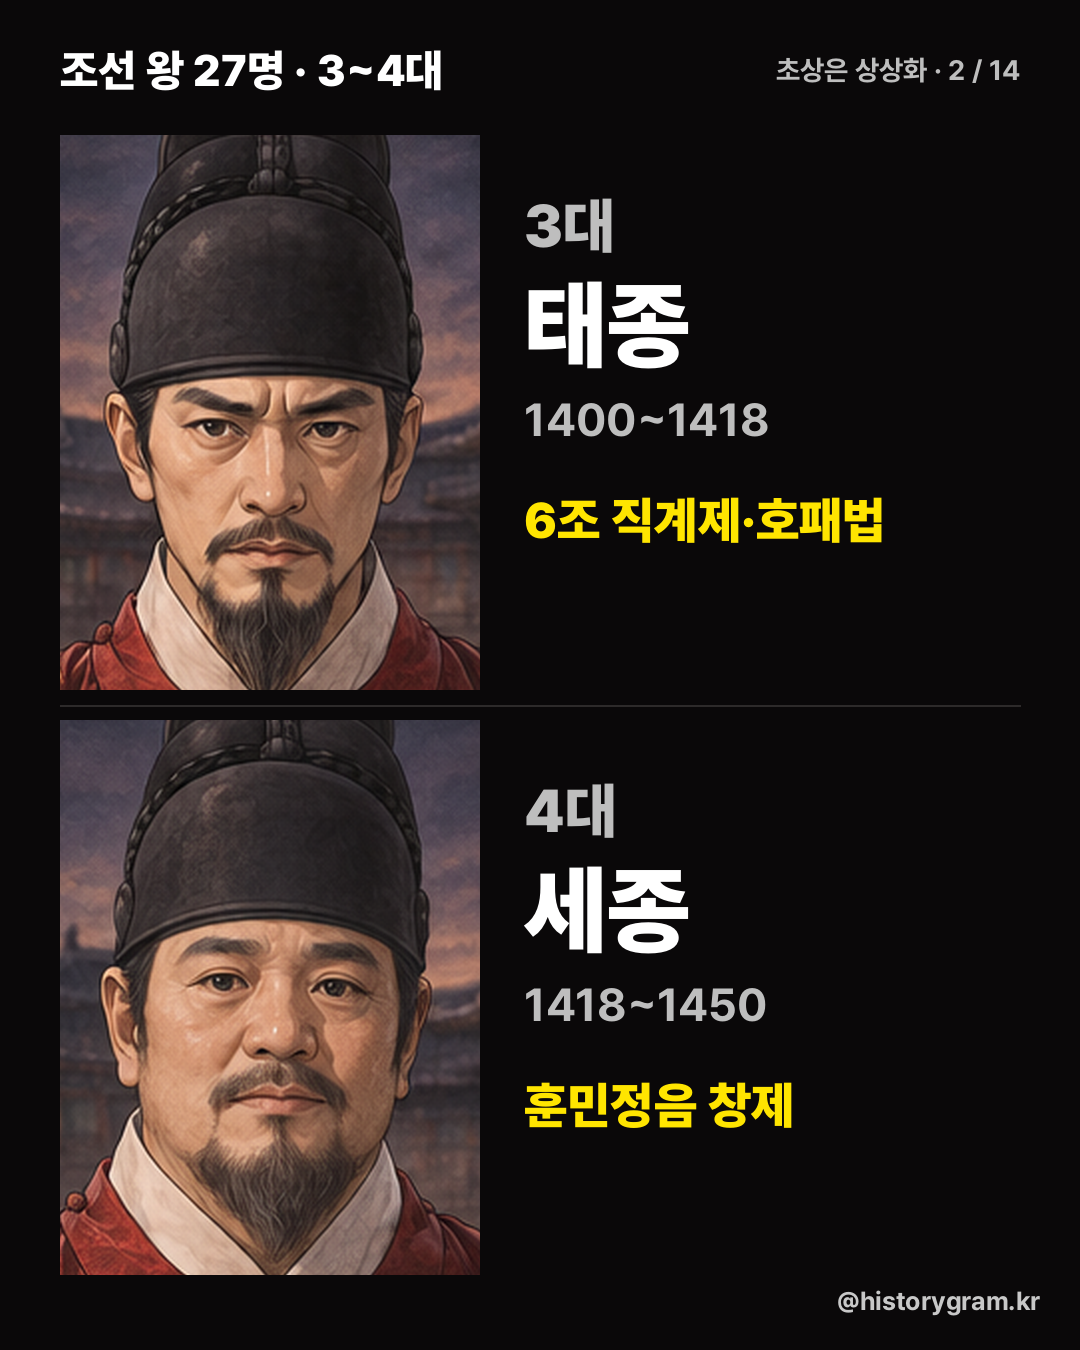 조선 왕 27명 · 3~4대
초상은 상상화 · 2 / 14
3대
태종
1400~1418
6조 직계제·호패법
4대
세종
1418~1450
훈민정음 창제
@historygram.kr